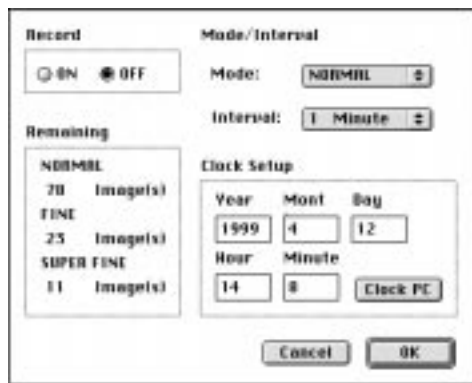 Record
ON OFF
Remaining
NORMAL
70 Image(s)
FINE
23 Image(s)
SUPER FINE
11 Image(s)
Mode/Interval
Mode: NORMAL
Interval: 1 Minute
Clock Setup
Year Mont Day
1999 4 12
Hour Minute
14 8 Clock PC
Cancel OK